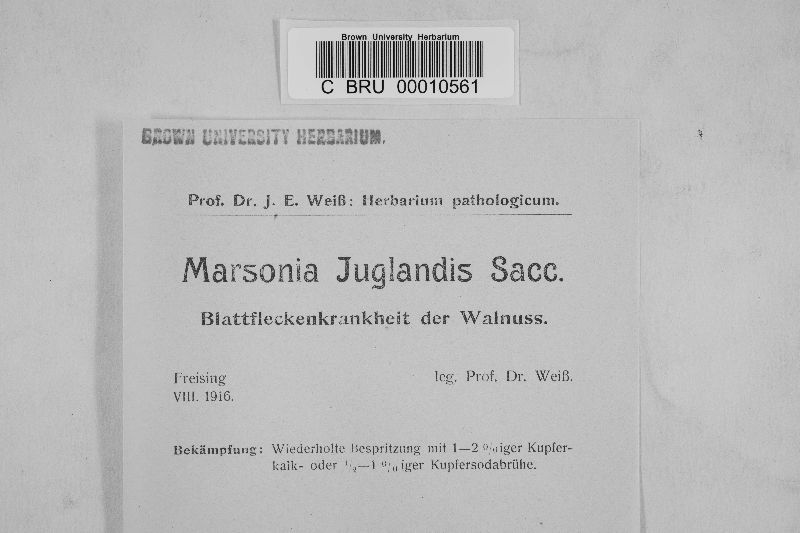 Brown University Herbarium
C BRU 00010561
BROWN UNIVERSITY HERBARIUM.
Prof. Dr. J. E. Weiß: Herbarium pathologicum.
Marsonia Juglandis Sacc.
Blattfleckenkrankheit der Walnuss.
Freising leg. Prof. Dr. Weiß.
VIII. 1916.
Bekämpfung: Wiederholte Bespritzung mit 1—2 %iger Kupfer-
kalk- oder ½—1 %iger Kupfersodabrühe.